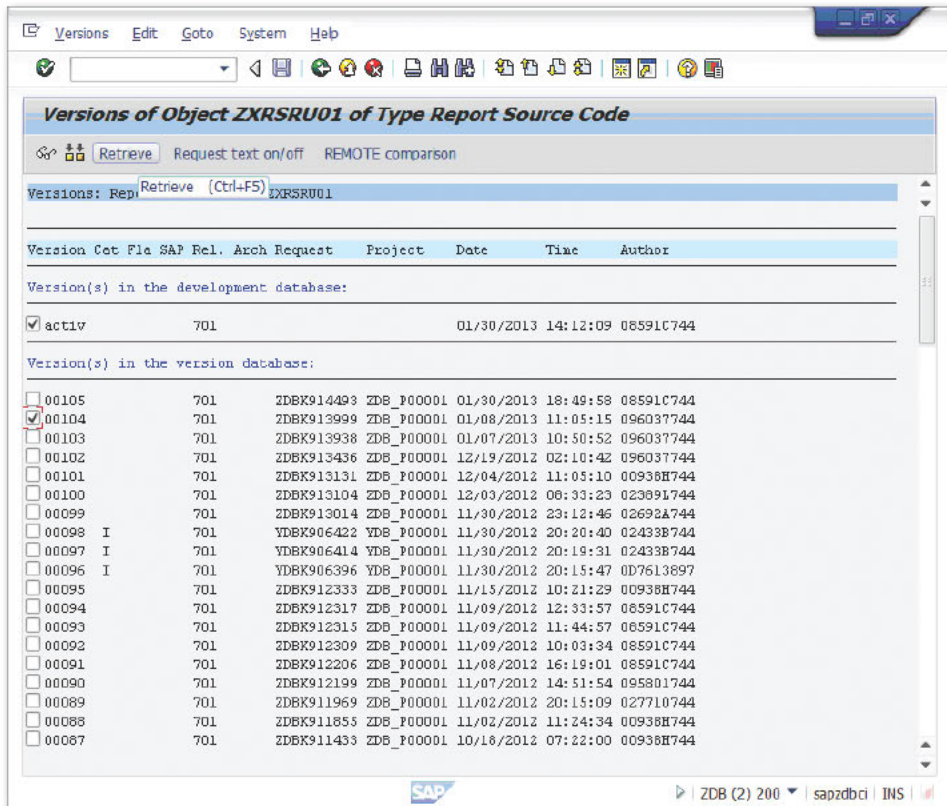 Versions Edit Goto System Help
Versions of Object ZXRSRU01 of Type Report Source Code
Retrieve Request text on/off REMOTE comparison
Retrieve (Ctrl+F5)
Versions: Repo ZXRSRU01
Version Cat Fla SAP Rel. Arch Request Project Date Time Author
Version(s) in the development database:
activ 701 01/30/2013 14:12:09 08591C744
Version(s) in the version database:
00105 701 ZDBK914493 ZDB_P00001 01/30/2013 18:49:58 08591C744
00104 701 ZDBK913999 ZDB_P00001 01/08/2013 11:05:15 096037744
00103 701 ZDBK913938 ZDB_P00001 01/07/2013 10:50:52 096037744
00102 701 ZDBK913436 ZDB_P00001 12/19/2012 02:10:42 096037744
00101 701 ZDBK913131 ZDB_P00001 12/04/2012 11:05:10 00938H744
00100 701 ZDBK913104 ZDB_P00001 12/03/2012 08:33:23 02389L744
00099 701 ZDBK913014 ZDB_P00001 11/30/2012 23:12:46 02692A744
00098 I 701 YDBK906422 YDB_P00001 11/30/2012 20:20:40 02433B744
00097 I 701 YDBK906414 YDB_P00001 11/30/2012 20:19:31 02433B744
00096 I 701 YDBK906396 YDB_P00001 11/30/2012 20:15:47 0D7613897
00095 701 ZDBK912333 ZDB_P00001 11/15/2012 10:21:29 00938H744
00094 701 ZDBK912317 ZDB_P00001 11/09/2012 12:33:57 08591C744
00093 701 ZDBK912315 ZDB_P00001 11/09/2012 11:44:57 08591C744
00092 701 ZDBK912309 ZDB_P00001 11/09/2012 10:03:34 08591C744
00091 701 ZDBK912206 ZDB_P00001 11/08/2012 16:19:01 08591C744
00090 701 ZDBK912199 ZDB_P00001 11/07/2012 14:51:54 095801744
00089 701 ZDBK911969 ZDB_P00001 11/02/2012 20:15:09 027710744
00088 701 ZDBK911855 ZDB_P00001 11/02/2012 11:24:34 00938H744
00087 701 ZDBK911433 ZDB_P00001 10/18/2012 07:22:00 00938H744
SAP ZDB (2) 200 sapzdbci INS